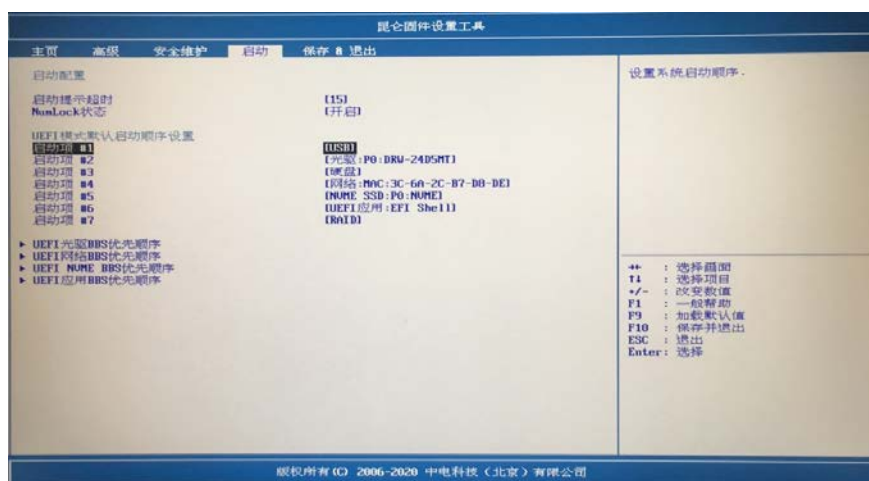 昆仑固件设置工具
主页 高级 安全维护 启动 保存 & 退出
启动配置
设置系统启动顺序.
启动提示超时 [15]
NumLock状态 [开启]
UEFI模式默认启动顺序设置
启动项 #1 [USB]
启动项 #2 [光驱:P0:DRW-24D5MT]
启动项 #3 [硬盘]
启动项 #4 [网络:MAC:3C-6A-2C-B7-D8-DE]
启动项 #5 [NVME SSD:P0:NVME]
启动项 #6 [UEFI应用:EFI Shell]
启动项 #7 [RAID]
► UEFI光驱BBS优先顺序
► UEFI网络BBS优先顺序
► UEFI NVME BBS优先顺序
► UEFI应用BBS优先顺序
→← : 选择画面
↑↓ : 选择项目
+/- : 改变数值
F1 : 一般帮助
F9 : 加载默认值
F10 : 保存并退出
ESC : 退出
Enter: 选择
版权所有(C) 2006-2020 中电科技(北京)有限公司